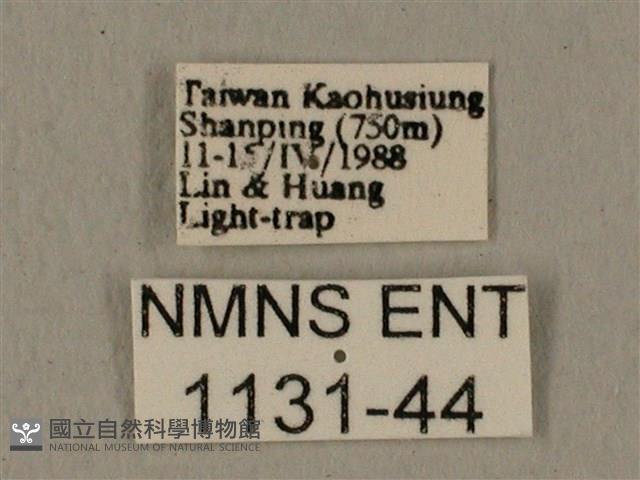 Taiwan Kaohusiung
Shanping (750m)
11-15/IV/1988
Lin & Huang
Light-trap
NMNS ENT
1131-44
國立自然科學博物館
NATIONAL MUSEUM OF NATURAL SCIENCE